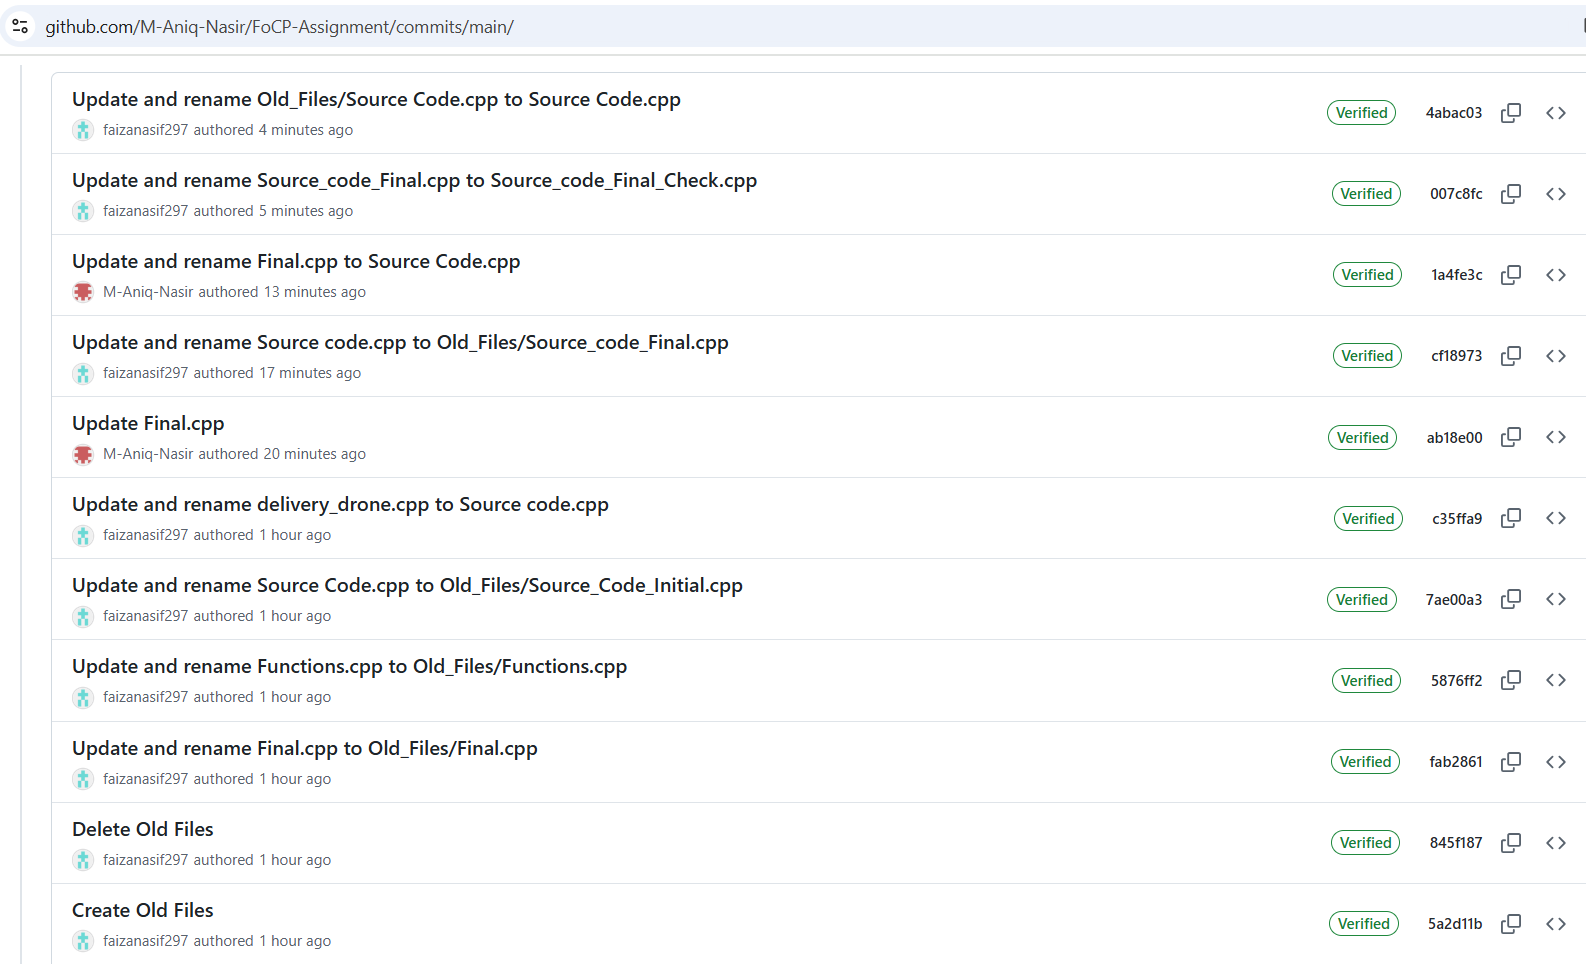 github.com/M-Aniq-Nasir/FoCP-Assignment/commits/main/
Update and rename Old_Files/Source Code.cpp to Source Code.cpp
faizanasif297 authored 4 minutes ago
Verified 4abac03
Update and rename Source_code_Final.cpp to Source_code_Final_Check.cpp
faizanasif297 authored 5 minutes ago
Verified 007c8fc
Update and rename Final.cpp to Source Code.cpp
M-Aniq-Nasir authored 13 minutes ago
Verified 1a4fe3c
Update and rename Source code.cpp to Old_Files/Source_code_Final.cpp
faizanasif297 authored 17 minutes ago
Verified cf18973
Update Final.cpp
M-Aniq-Nasir authored 20 minutes ago
Verified ab18e00
Update and rename delivery_drone.cpp to Source code.cpp
faizanasif297 authored 1 hour ago
Verified c35ffa9
Update and rename Source Code.cpp to Old_Files/Source_Code_Initial.cpp
faizanasif297 authored 1 hour ago
Verified 7ae00a3
Update and rename Functions.cpp to Old_Files/Functions.cpp
faizanasif297 authored 1 hour ago
Verified 5876ff2
Update and rename Final.cpp to Old_Files/Final.cpp
faizanasif297 authored 1 hour ago
Verified fab2861
Delete Old Files
faizanasif297 authored 1 hour ago
Verified 845f187
Create Old Files
faizanasif297 authored 1 hour ago
Verified 5a2d11b